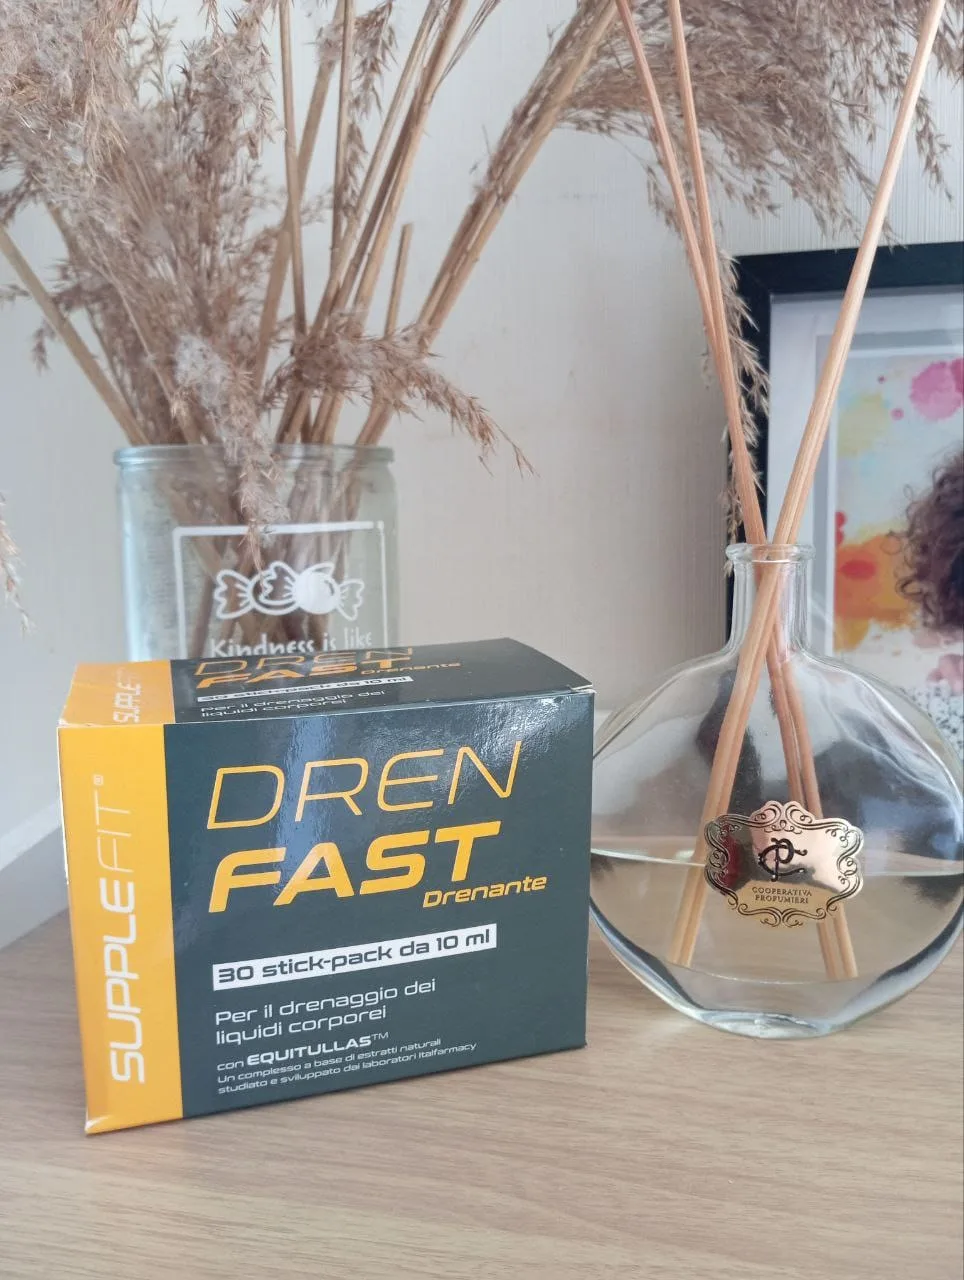 Kindness is like
SUPPLEFIT
DREN
FAST
Drenante
30 stick-pack da 10 ml
Per il drenaggio dei
liquidi corporei
SUPPLEFIT®
DREN
FAST
Drenante
30 stick-pack da 10 ml
Per il drenaggio dei
liquidi corporei
con EQUITULLAS™
Un complesso a base di estratti naturali
studiato e sviluppato dai laboratori Italfarmacy
COOPERATIVA
PROFUMIERI